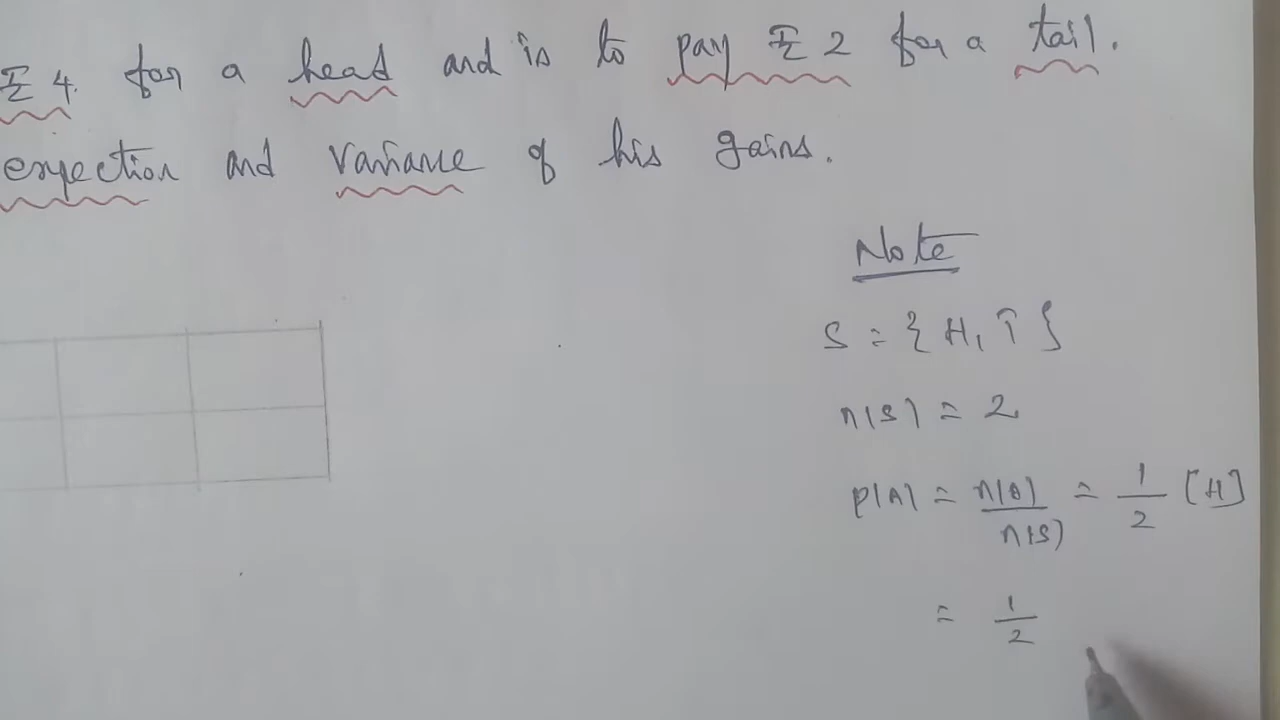 ₹ 4 for a head and is to pay ₹ 2 for a tail.
expection and variance of his gains.
Note
S = { H, T }
n(S) = 2
P(A) = n(A)/n(S) = 1/2 [H]
= 1/2